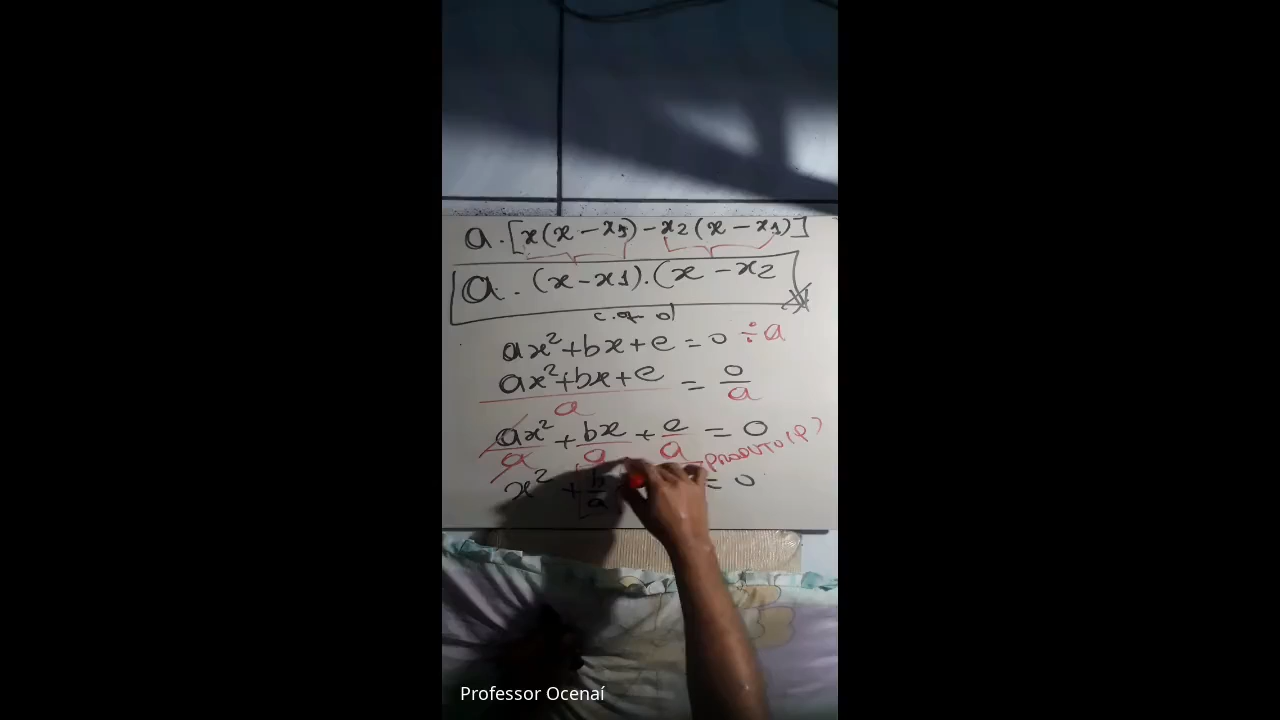 a.[x(x-x1)-x2(x-x1)]
a.(x-x1).(x-x2
ax²+bx+c=0 ÷a
ax²+bx+c/a = 0/a
ax²/a + bx/a + c/a = 0
PRODUTO(P)
x² + b/a = 0
Professor Ocenaí